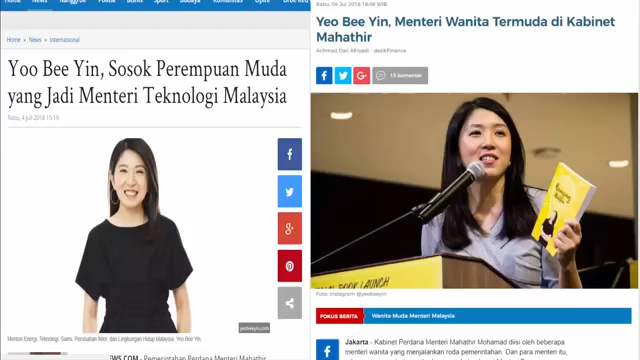 Home
News
Nanggroe
Politik
Bisnis
Sport
Budaya
Komunitas
Opini
Home » News » Internasional
Yoo Bee Yin, Sosok Perempuan Muda
yang Jadi Menteri Teknologi Malaysia
Rabu, 4 Juli 2018 15:19
yeobeeyin.com
Menteri Energi, Teknologi, Sains, Perubahan Iklim, dan Lingkungan Hidup Malaysia, Yeo Bee Yin.
NEWS.COM - Pemerintahan Perdana Menteri Mahathir
Rabu, 04 Jul 2018 18:08 WIB
Yeo Bee Yin, Menteri Wanita Termuda di Kabinet
Mahathir
Achmad Dwi Afriyadi - detikFinance
f
G+
15 komentar
BOOK LAUNCH
Foto: Instagram @yeobeeyin
FOKUS BERITA
Wanita Muda Menteri Malaysia
Jakarta - Kabinet Perdana Menteri Mahathir Mohamad diisi oleh beberapa
menteri wanita yang menjalankan roda pemerintahan. Dan para menteri itu,